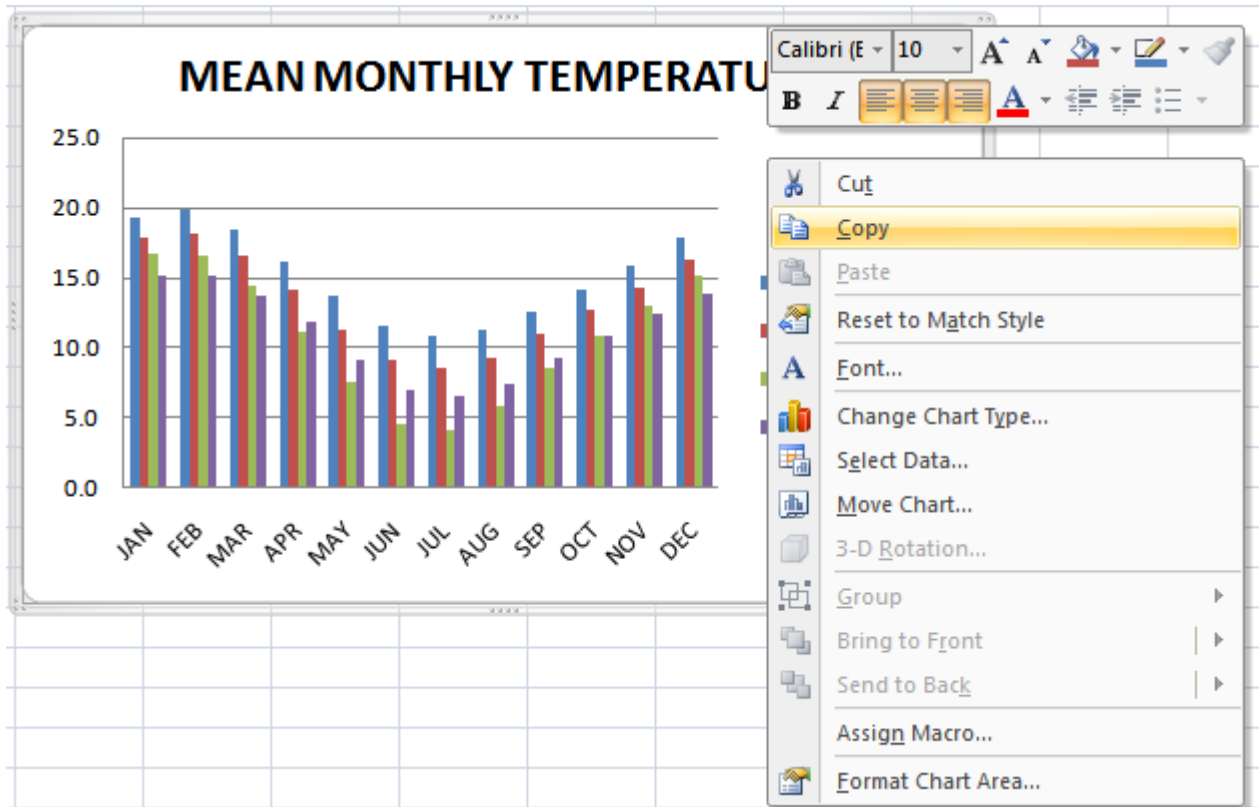 MEAN MONTHLY TEMPERATU
Calibri (E
10
A A
B I A
25.0
20.0
15.0
10.0
5.0
0.0
JAN FEB MAR APR MAY JUN JUL AUG SEP OCT NOV DEC
Cut
Copy
Paste
Reset to Match Style
A Font...
Change Chart Type...
Select Data...
Move Chart...
3-D Rotation...
Group
Bring to Front
Send to Back
Assign Macro...
Format Chart Area...